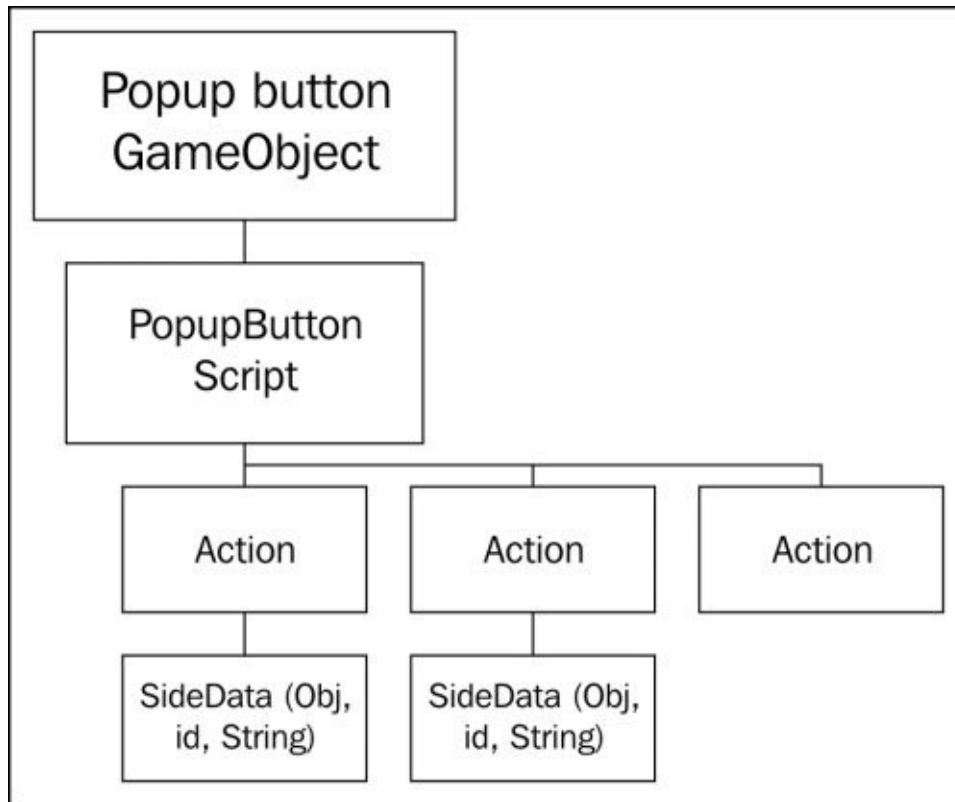 Popup button
GameObject
PopupButton
Script
Action
Action
Action
SideData (Obj,
id, String)
SideData (Obj,
id, String)